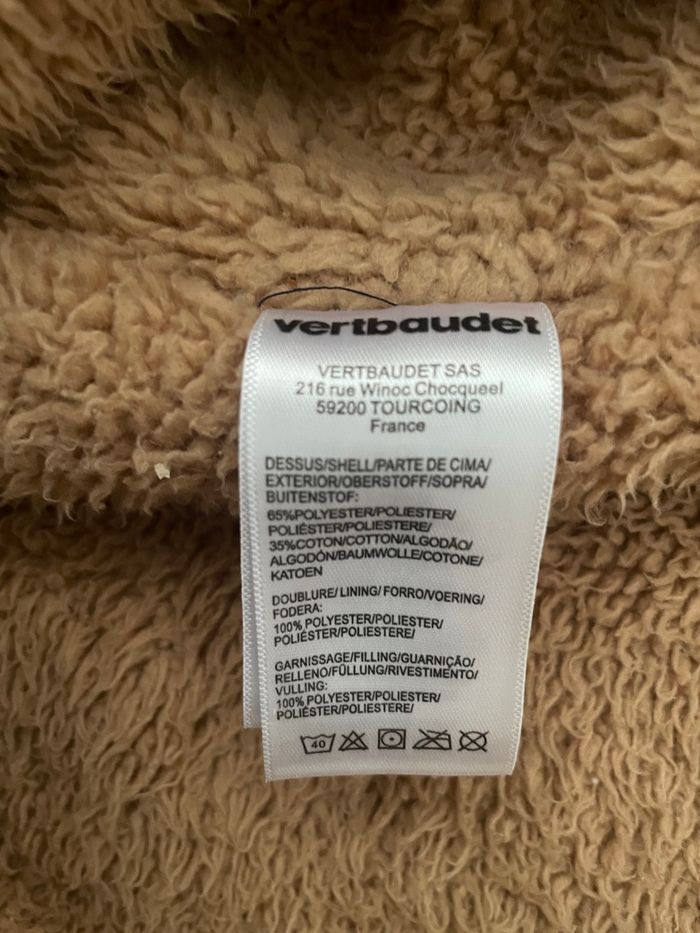 vertbaudet
VERTBAUDET SAS
216 rue Winoc Chocqueel
59200 TOURCOING
France
DESSUS/SHELL/PARTE DE CIMA/
EXTERIOR/OBERSTOFF/SOPRA/
BUITENSTOF:
65%POLYESTER/POLIESTER/
POLIÉSTER/POLIESTERE/
35%COTON/COTTON/ALGODÃO/
ALGODÓN/BAUMWOLLE/COTONE/
KATOEN
DOUBLURE/ LINING/ FORRO/VOERING/
FODERA:
100% POLYESTER/POLIESTER/
POLIÉSTER/POLIESTERE/
GARNISSAGE/FILLING/GUARNIÇÃO/
RELLENO/FÜLLUNG/RIVESTIMENTO/
VULLING:
100% POLYESTER/POLIESTER/
POLIÉSTER/POLIESTERE/
40